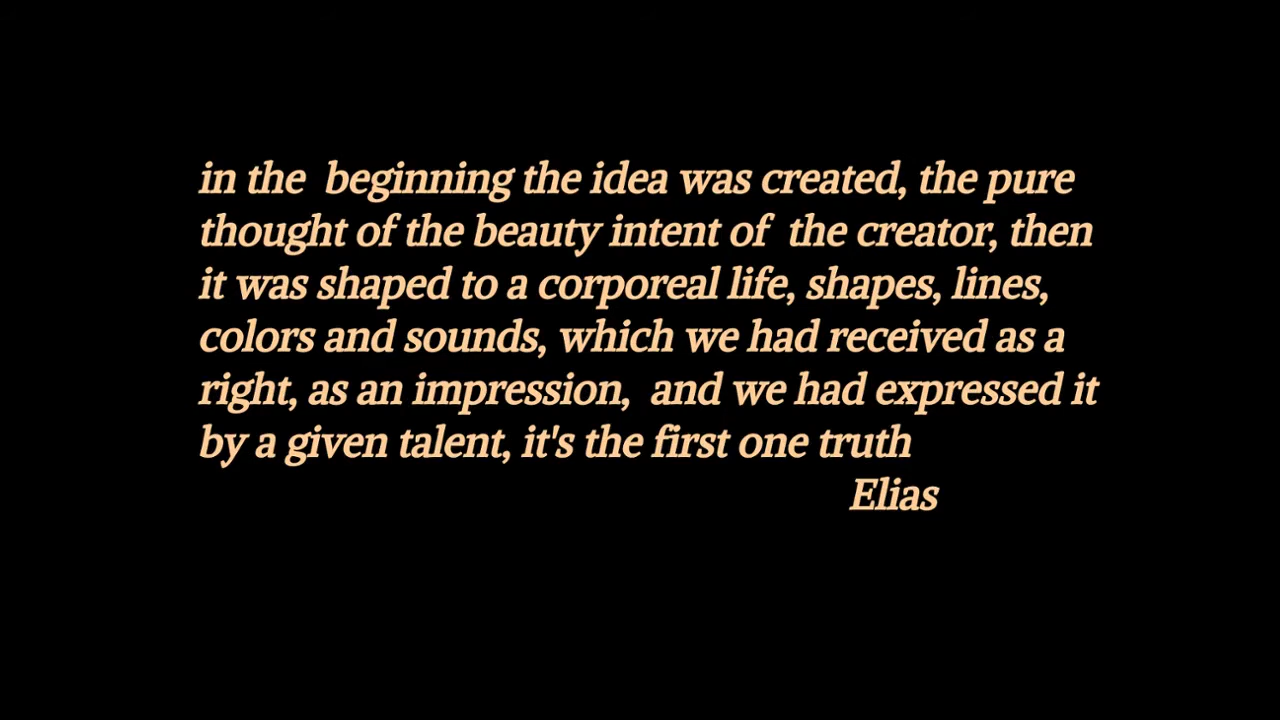 in the  beginning the idea was created, the pure
thought of the beauty intent of  the creator, then
it was shaped to a corporeal life, shapes, lines,
colors and sounds, which we had received as a
right, as an impression,  and we had expressed it
by a given talent, it's the first one truth
Elias